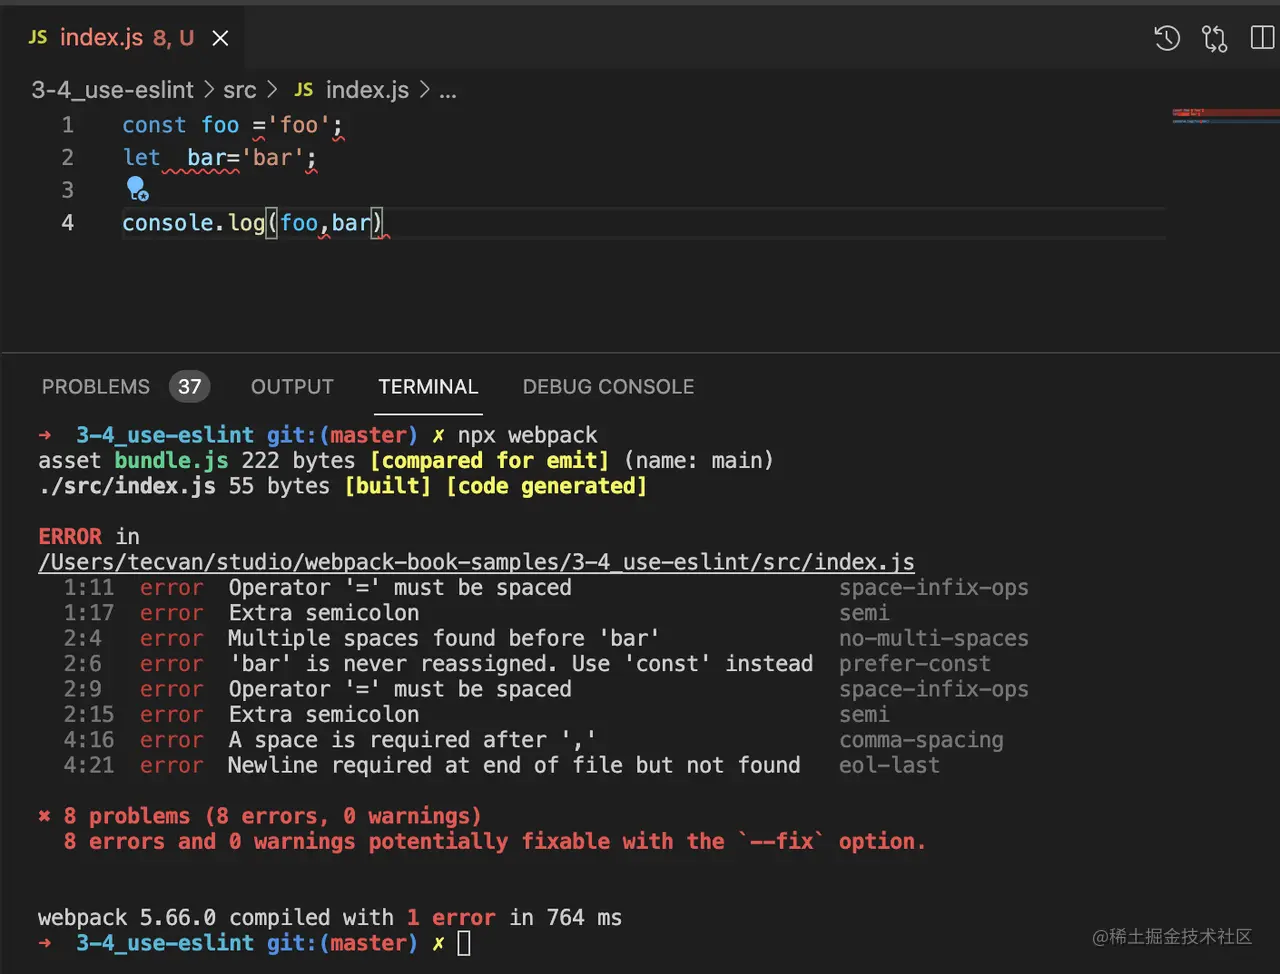 JS index.js 8, U
3-4_use-eslint > src > JS index.js > ...
1 const foo ='foo';
2 let  bar='bar';
3
4 console.log(foo,bar)
PROBLEMS 37 OUTPUT TERMINAL DEBUG CONSOLE
→ 3-4_use-eslint git:(master) ✗ npx webpack
asset bundle.js 222 bytes [compared for emit] (name: main)
./src/index.js 55 bytes [built] [code generated]
ERROR in
/Users/tecvan/studio/webpack-book-samples/3-4_use-eslint/src/index.js
1:11 error Operator '=' must be spaced space-infix-ops
1:17 error Extra semicolon semi
2:4 error Multiple spaces found before 'bar' no-multi-spaces
2:6 error 'bar' is never reassigned. Use 'const' instead prefer-const
2:9 error Operator '=' must be spaced space-infix-ops
2:15 error Extra semicolon semi
4:16 error A space is required after ',' comma-spacing
4:21 error Newline required at end of file but not found eol-last
✖ 8 problems (8 errors, 0 warnings)
8 errors and 0 warnings potentially fixable with the `--fix` option.
webpack 5.66.0 compiled with 1 error in 764 ms
→ 3-4_use-eslint git:(master) ✗
@稀土掘金技术社区